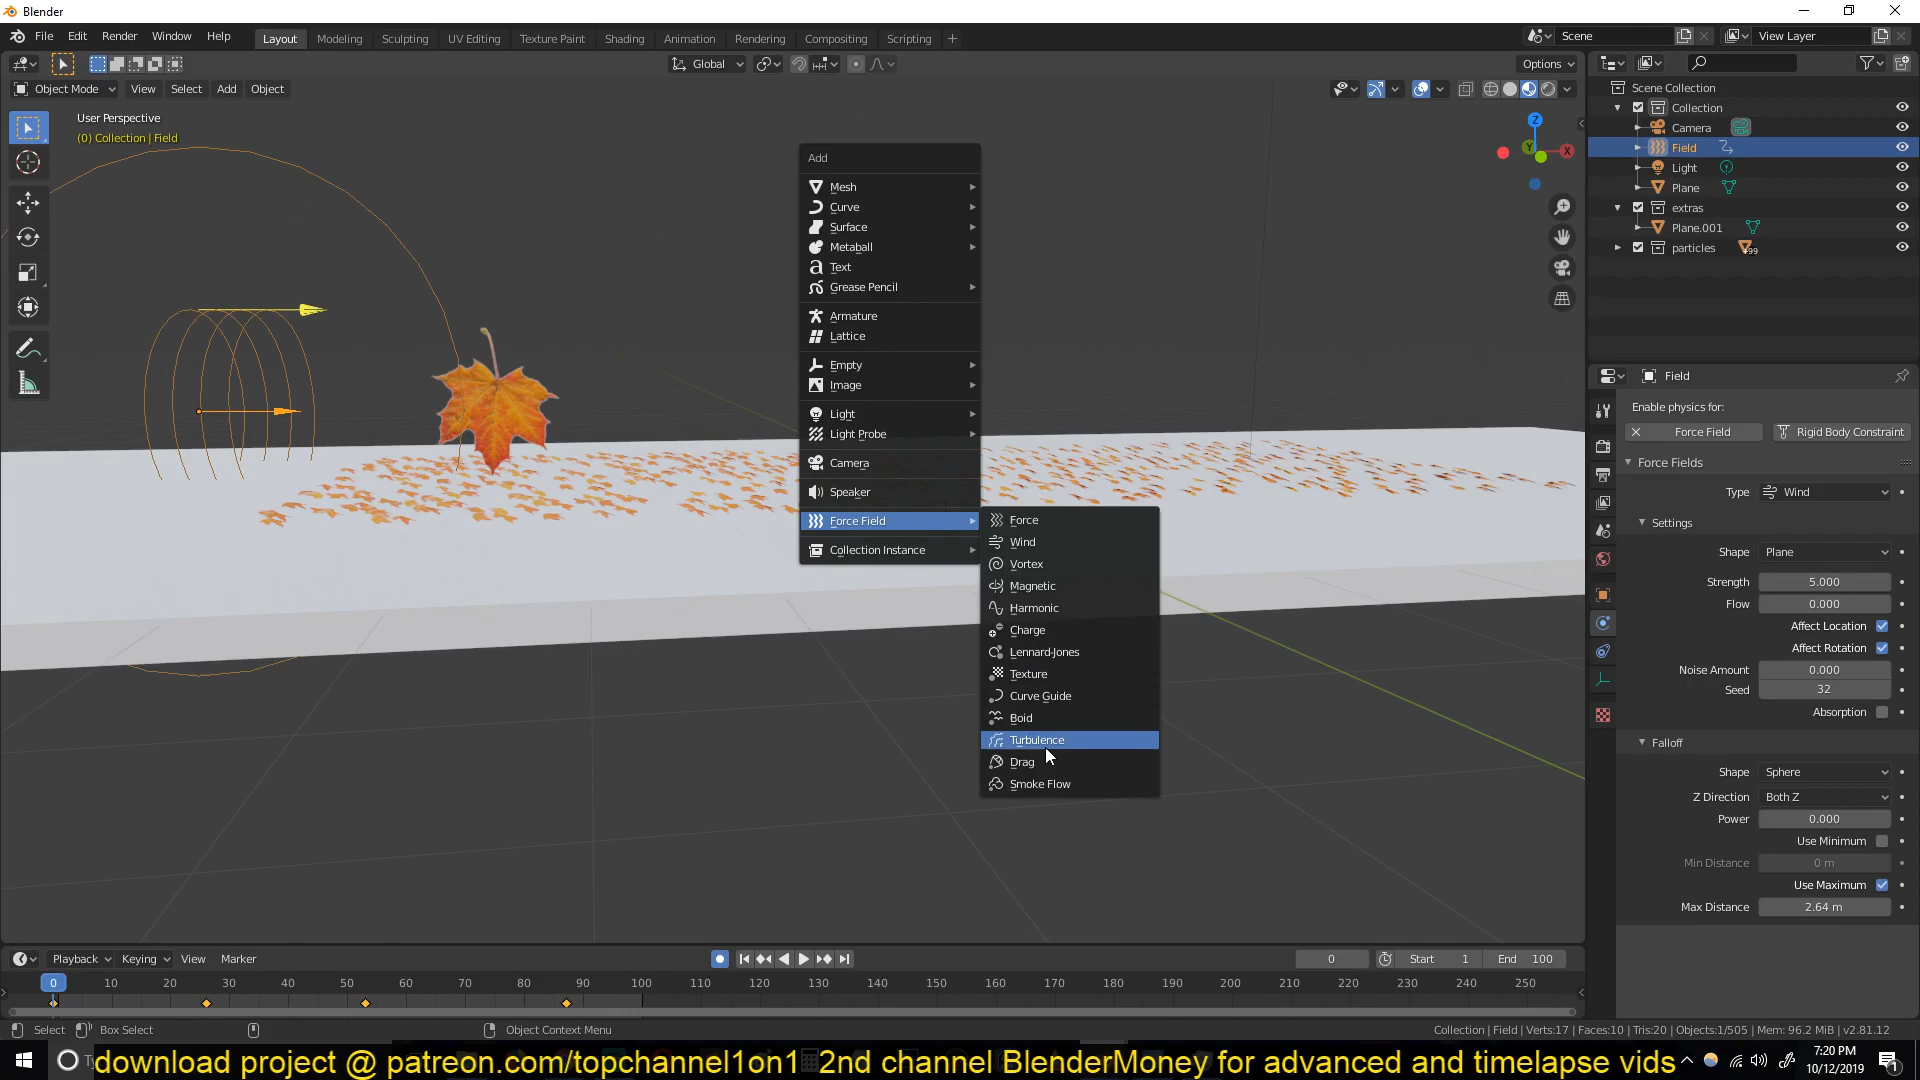 Blender
File Edit Render Window Help Layout Modeling Sculpting UV Editing Texture Paint Shading Animation Rendering Compositing Scripting + Scene View Layer
Global Options
Object Mode View Select Add Object
User Perspective
(0) Collection | Field
Z
Y
X
Add
Mesh
Curve
Surface
Metaball
Text
Grease Pencil
Armature
Lattice
Empty
Image
Light
Light Probe
Camera
Speaker
Force Field
Collection Instance
Force
Wind
Vortex
Magnetic
Harmonic
Charge
Lennard-Jones
Texture
Curve Guide
Boid
Turbulence
Drag
Smoke Flow
Scene Collection
Collection
Camera
Field
Light
Plane
extras
Plane.001
particles 99
Field
Enable physics for:
Force Field Rigid Body Constraint
Force Fields
Type Wind
Settings
Shape Plane
Strength 5.000
Flow 0.000
Affect Location
Affect Rotation
Noise Amount 0.000
Seed 32
Absorption
Falloff
Shape Sphere
Z Direction Both Z
Power 0.000
Use Minimum
Min Distance 0 m
Use Maximum
Max Distance 2.64 m
Playback Keying View Marker 0 Start 1 End 100
0 10 20 30 40 50 60 70 80 90 100 110 120 130 140 150 160 170 180 190 200 210 220 230 240 250
Select Box Select Object Context Menu Collection | Field | Verts:17 | Faces:10 | Tris:20 | Objects:1/505 | Mem: 96.2 MiB | v2.81.12
download project @ patreon.com/topchannel1on1 2nd channel BlenderMoney for advanced and timelapse vids
7:20 PM
10/12/2019
1